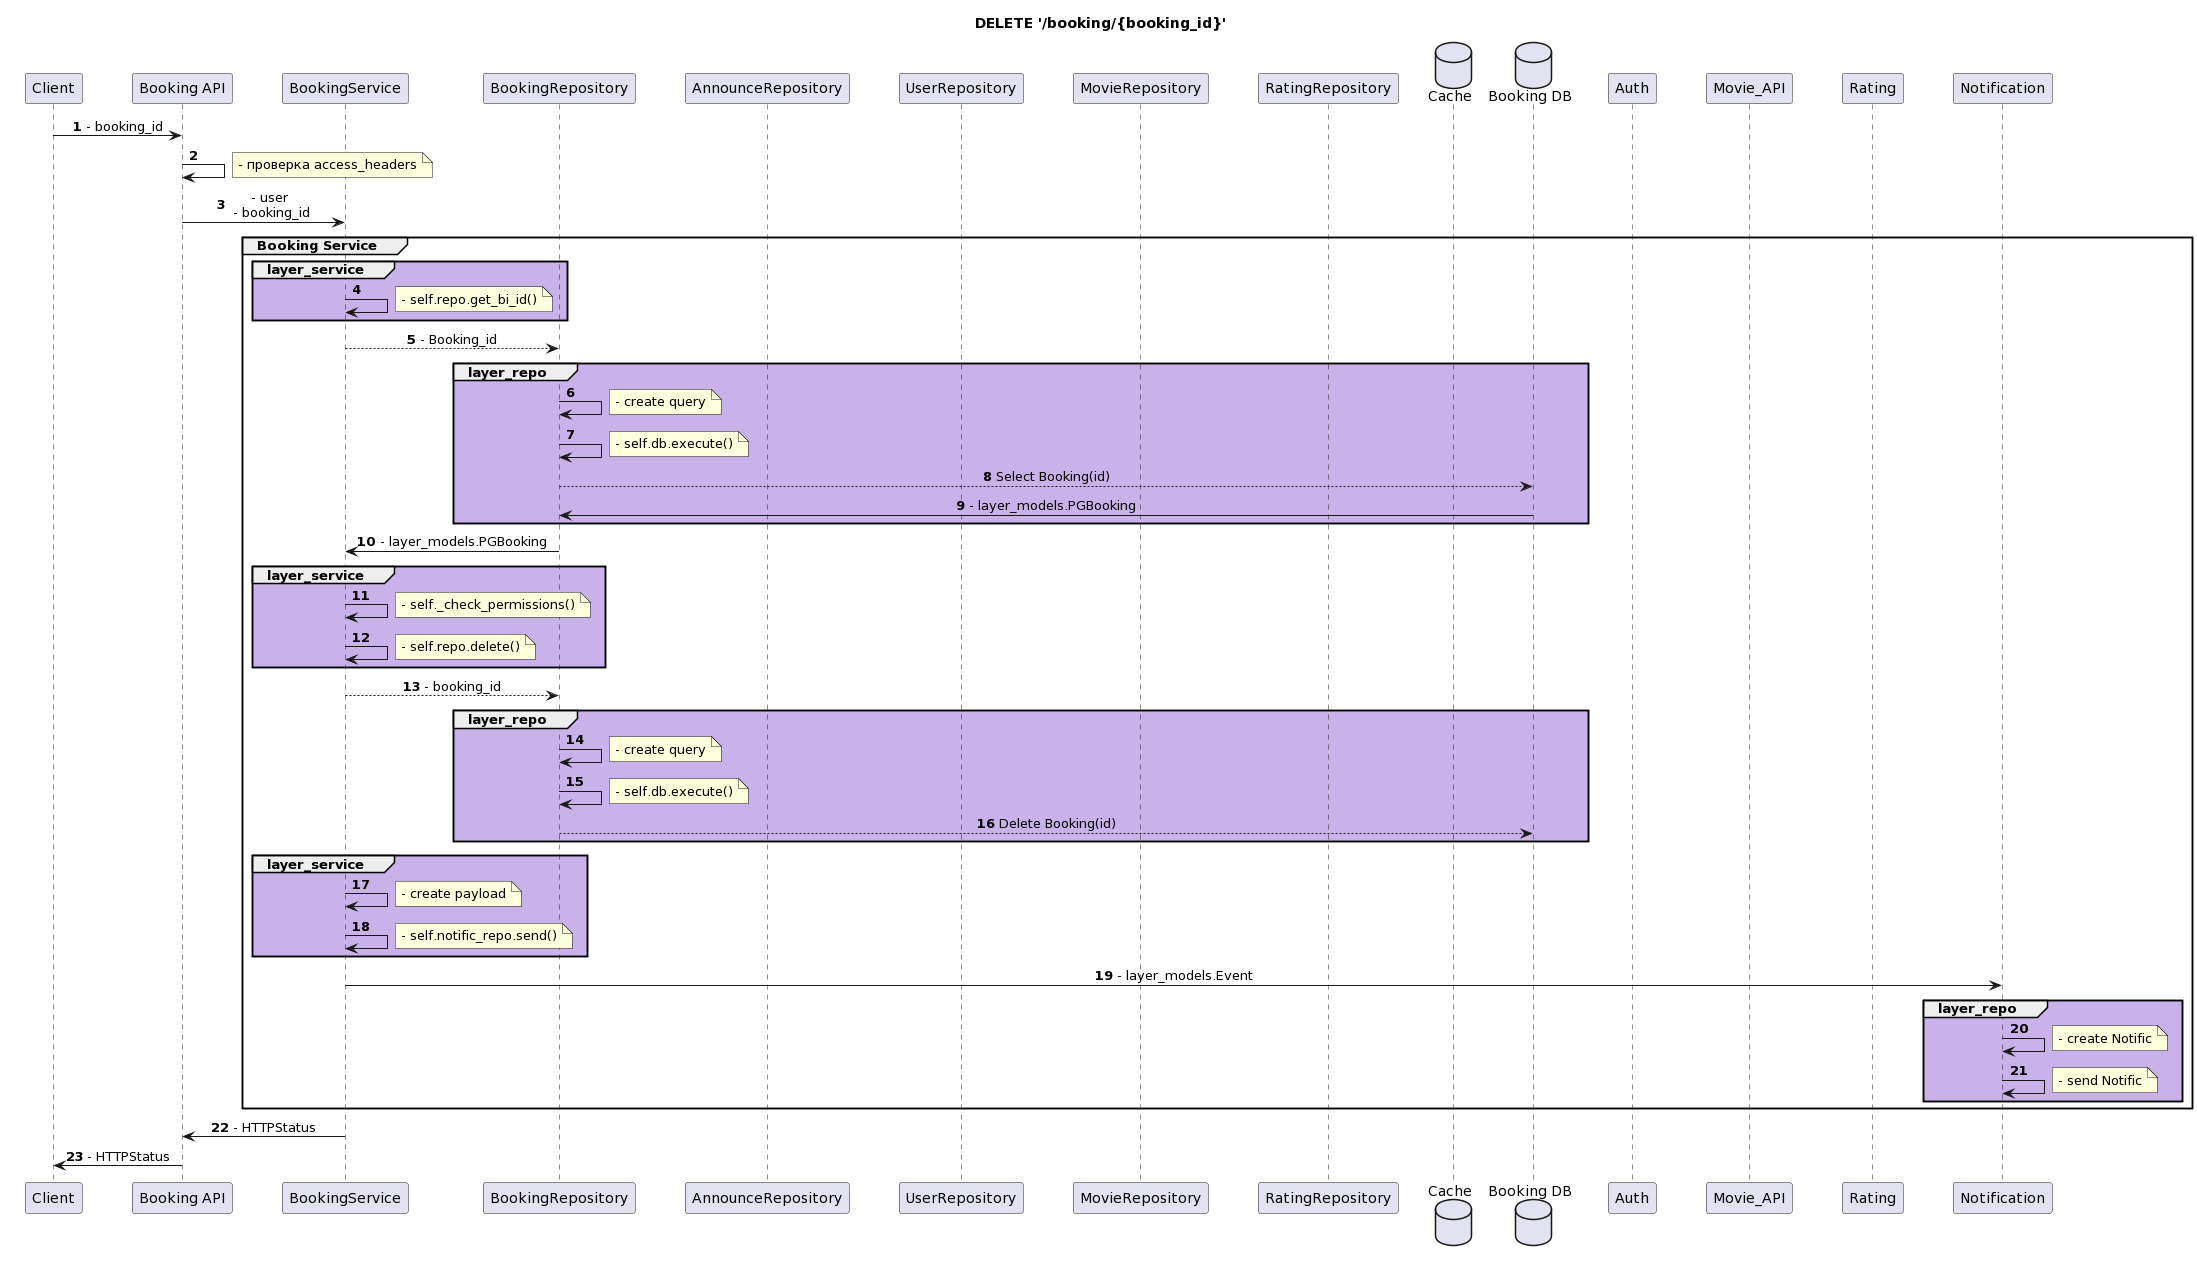 DELETE '/booking/{booking_id}'
Client
Booking API
BookingService
BookingRepository
AnnounceRepository
UserRepository
MovieRepository
RatingRepository
Cache
Booking DB
Auth
Movie_API
Rating
Notification
1 - booking_id
2
- проверка access_headers
3
- user
- booking_id
Booking Service
layer_service
4
- self.repo.get_bi_id()
5 - Booking_id
layer_repo
6
- create query
7
- self.db.execute()
8 Select Booking(id)
9 - layer_models.PGBooking
10 - layer_models.PGBooking
layer_service
11
- self._check_permissions()
12
- self.repo.delete()
13 - booking_id
layer_repo
14
- create query
15
- self.db.execute()
16 Delete Booking(id)
layer_service
17
- create payload
18
- self.notific_repo.send()
19 - layer_models.Event
layer_repo
20
- create Notific
21
- send Notific
22 - HTTPStatus
23 - HTTPStatus
Client
Booking API
BookingService
BookingRepository
AnnounceRepository
UserRepository
MovieRepository
RatingRepository
Cache
Booking DB
Auth
Movie_API
Rating
Notification